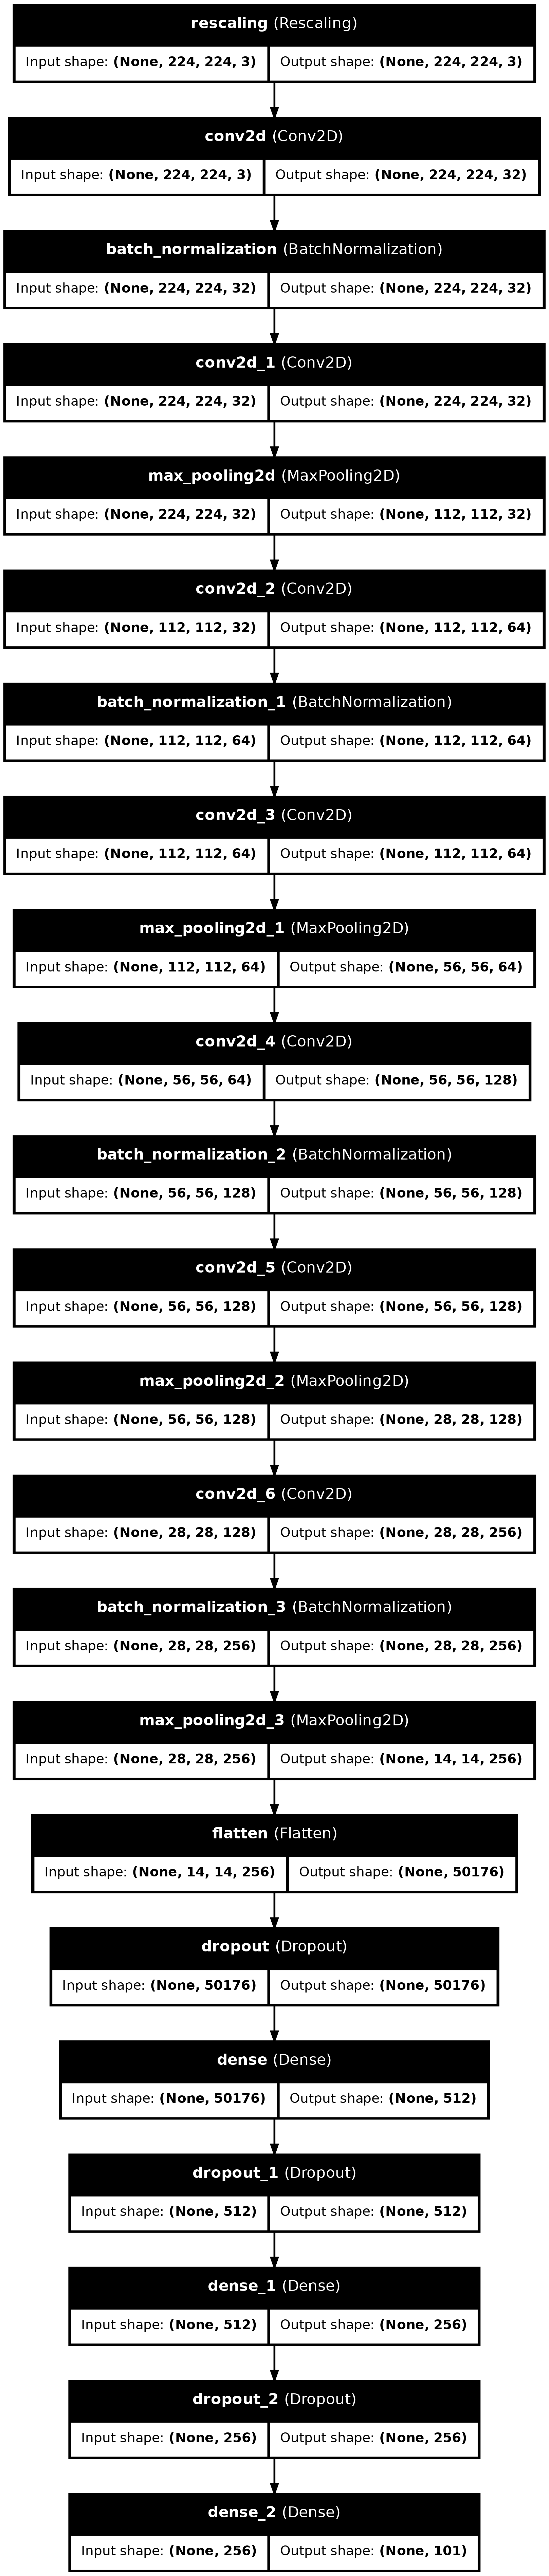 rescaling (Rescaling)
Input shape: (None, 224, 224, 3) Output shape: (None, 224, 224, 3)
conv2d (Conv2D)
Input shape: (None, 224, 224, 3) Output shape: (None, 224, 224, 32)
batch_normalization (BatchNormalization)
Input shape: (None, 224, 224, 32) Output shape: (None, 224, 224, 32)
conv2d_1 (Conv2D)
Input shape: (None, 224, 224, 32) Output shape: (None, 224, 224, 32)
max_pooling2d (MaxPooling2D)
Input shape: (None, 224, 224, 32) Output shape: (None, 112, 112, 32)
conv2d_2 (Conv2D)
Input shape: (None, 112, 112, 32) Output shape: (None, 112, 112, 64)
batch_normalization_1 (BatchNormalization)
Input shape: (None, 112, 112, 64) Output shape: (None, 112, 112, 64)
conv2d_3 (Conv2D)
Input shape: (None, 112, 112, 64) Output shape: (None, 112, 112, 64)
max_pooling2d_1 (MaxPooling2D)
Input shape: (None, 112, 112, 64) Output shape: (None, 56, 56, 64)
conv2d_4 (Conv2D)
Input shape: (None, 56, 56, 64) Output shape: (None, 56, 56, 128)
batch_normalization_2 (BatchNormalization)
Input shape: (None, 56, 56, 128) Output shape: (None, 56, 56, 128)
conv2d_5 (Conv2D)
Input shape: (None, 56, 56, 128) Output shape: (None, 56, 56, 128)
max_pooling2d_2 (MaxPooling2D)
Input shape: (None, 56, 56, 128) Output shape: (None, 28, 28, 128)
conv2d_6 (Conv2D)
Input shape: (None, 28, 28, 128) Output shape: (None, 28, 28, 256)
batch_normalization_3 (BatchNormalization)
Input shape: (None, 28, 28, 256) Output shape: (None, 28, 28, 256)
max_pooling2d_3 (MaxPooling2D)
Input shape: (None, 28, 28, 256) Output shape: (None, 14, 14, 256)
flatten (Flatten)
Input shape: (None, 14, 14, 256) Output shape: (None, 50176)
dropout (Dropout)
Input shape: (None, 50176) Output shape: (None, 50176)
dense (Dense)
Input shape: (None, 50176) Output shape: (None, 512)
dropout_1 (Dropout)
Input shape: (None, 512) Output shape: (None, 512)
dense_1 (Dense)
Input shape: (None, 512) Output shape: (None, 256)
dropout_2 (Dropout)
Input shape: (None, 256) Output shape: (None, 256)
dense_2 (Dense)
Input shape: (None, 256) Output shape: (None, 101)